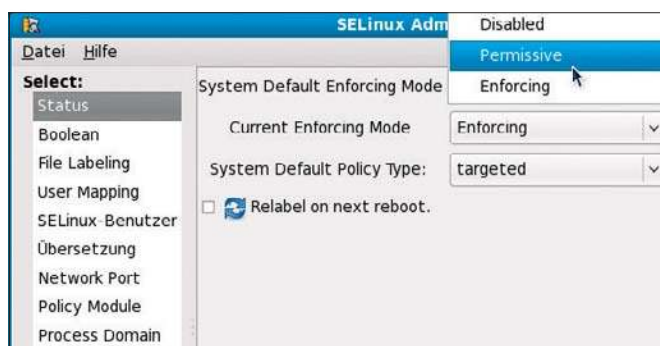 SELinux Adm
Disabled
Datei Hilfe
Permissive
Enforcing
Select:
Status
Boolean
File Labeling
User Mapping
SELinux-Benutzer
Übersetzung
Network Port
Policy Module
Process Domain
System Default Enforcing Mode
Current Enforcing Mode
Enforcing
System Default Policy Type:
targeted
Relabel on next reboot.